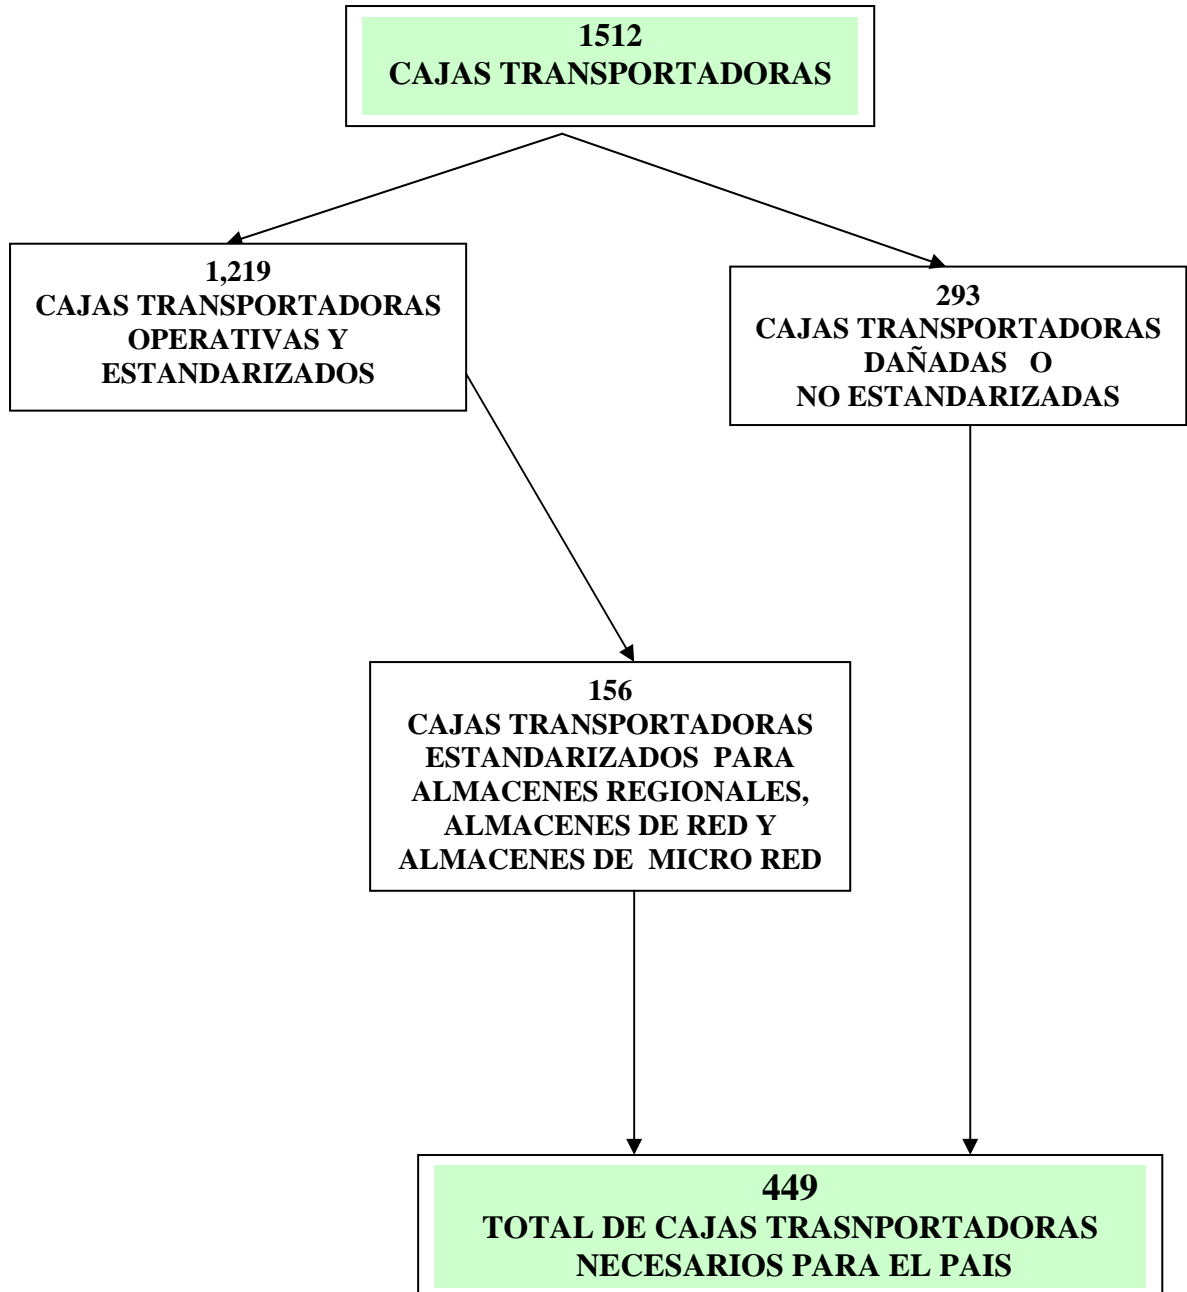 1512
CAJAS TRANSPORTADORAS
1,219
CAJAS TRANSPORTADORAS
OPERATIVAS Y
ESTANDARIZADOS
293
CAJAS TRANSPORTADORAS
DAÑADAS O
NO ESTANDARIZADAS
156
CAJAS TRANSPORTADORAS
ESTANDARIZADOS PARA
ALMACENES REGIONALES,
ALMACENES DE RED Y
ALMACENES DE MICRO RED
449
TOTAL DE CAJAS TRASNPORTADORAS
NECESARIOS PARA EL PAIS